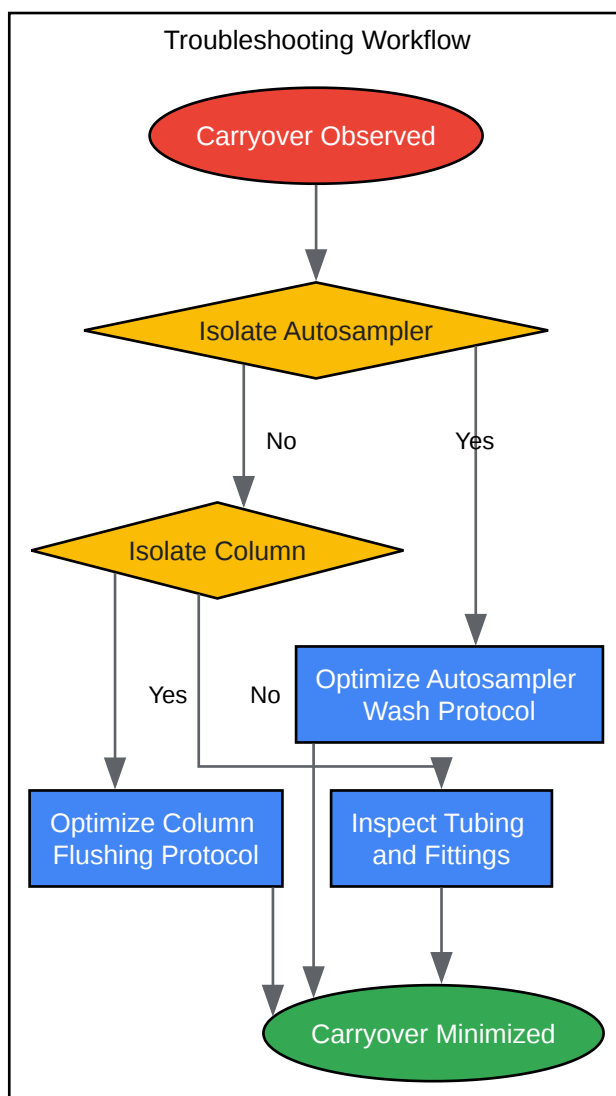 Troubleshooting Workflow
Carryover Observed
Isolate Autosampler
No
Yes
Isolate Column
Yes
No
Optimize Autosampler
Wash Protocol
Optimize Column
Flushing Protocol
Inspect Tubing
and Fittings
Carryover Minimized